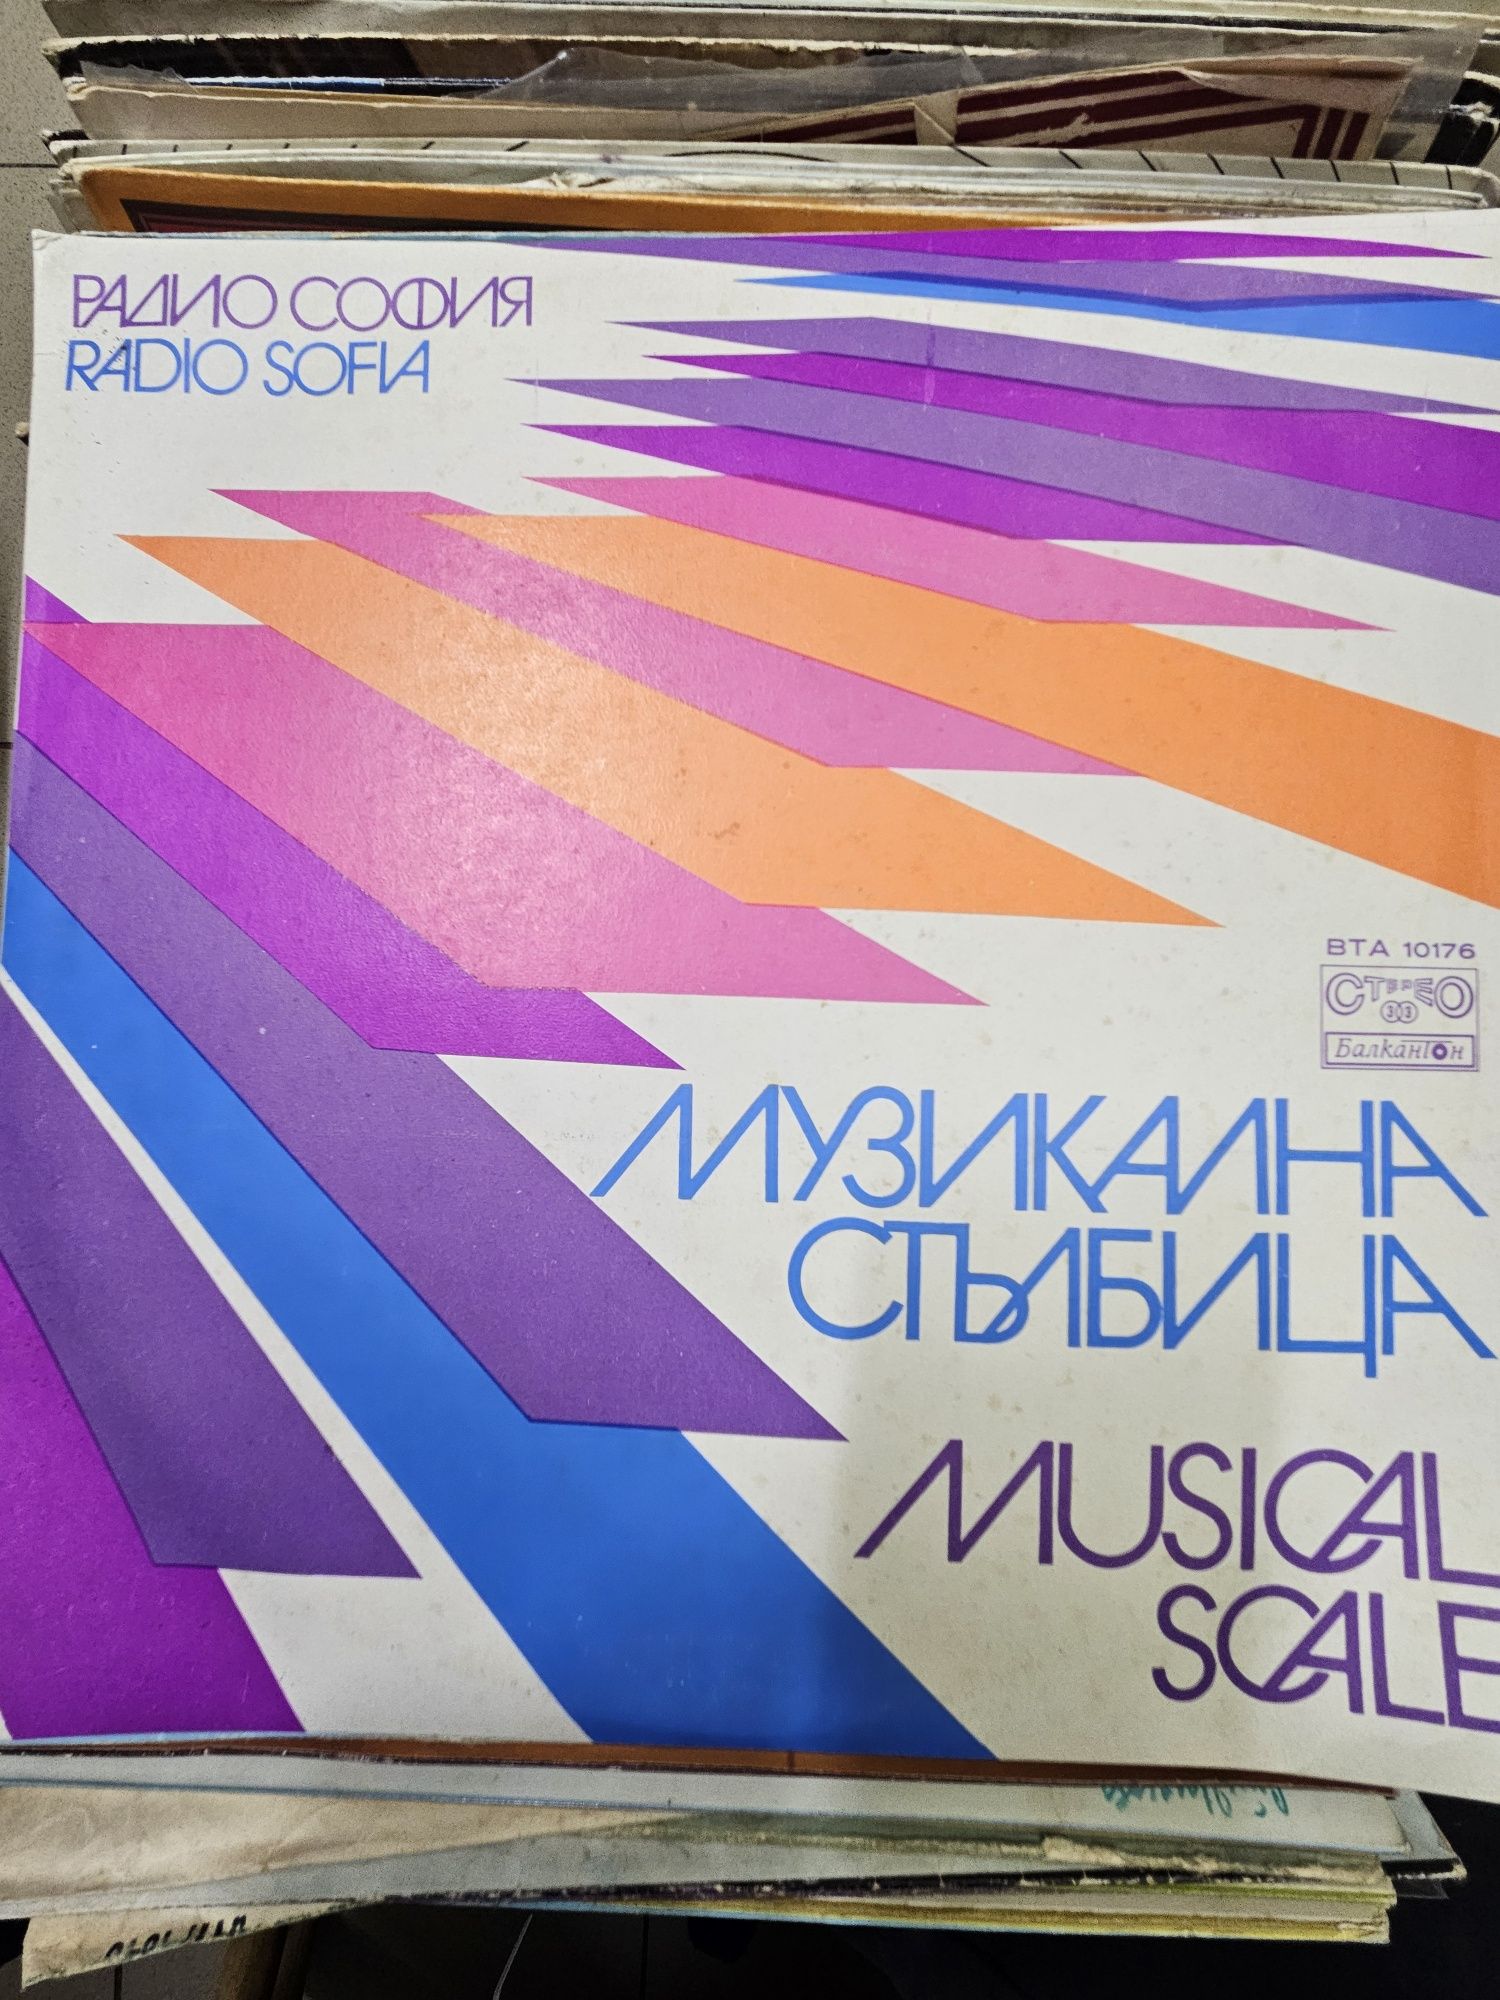 РАДИО СОФИЯ
RADIO SOFIA
ВТА 10176
СТЕРЕО
33
Балкантон
МУЗИКАЛНА
СТЪЛБИЦА
MUSICAL
SCALE